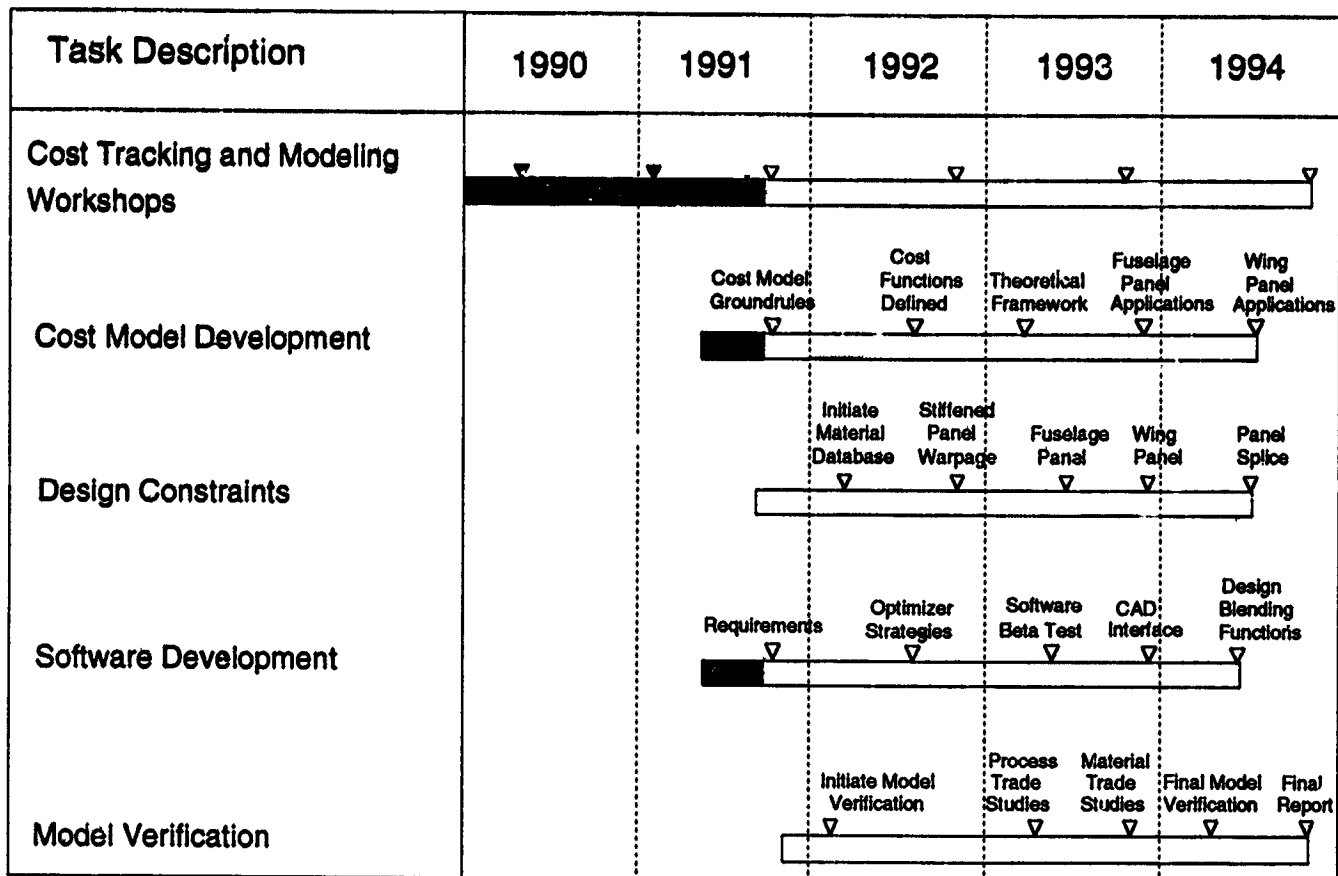 Task Description
1990
1991
1992
1993
1994
Cost Tracking and Modeling
Workshops
Cost Model Development
Cost Model
Groundrules
Cost
Functions
Defined
Theoretical
Framework
Fuselage
Panel
Applications
Wing
Panel
Applications
Design Constraints
Initiate
Material
Database
Stiffened
Panel
Warpage
Fuselage
Panal
Wing
Panel
Panel
Splice
Software Development
Requirements
Optimizer
Strategies
Software
Beta Test
CAD
Interface
Design
Blending
Functions
Model Verification
Initiate Model
Verification
Process
Trade
Studies
Material
Trade
Studies
Final Model
Verification
Final
Report